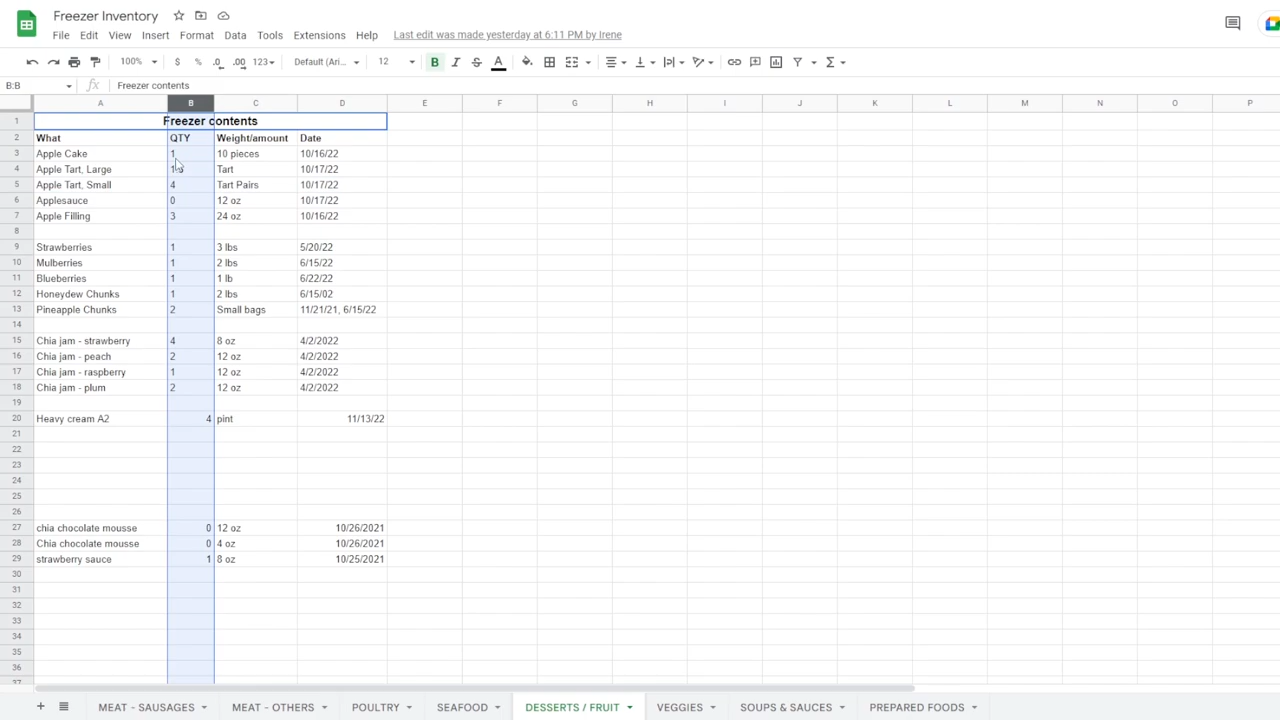 Freezer Inventory
File Edit View Insert Format Data Tools Extensions Help Last edit was made yesterday at 6:11 PM by Irene
100% $ % .0 .00 123 Default (Ari... 12 B I S A
B:B fx Freezer contents
A B C D E F G H I J K L M N O P
1 Freezer contents
2 What QTY Weight/amount Date
3 Apple Cake 1 10 pieces 10/16/22
4 Apple Tart, Large Tart 10/17/22
5 Apple Tart, Small 4 Tart Pairs 10/17/22
6 Applesauce 0 12 oz 10/17/22
7 Apple Filling 3 24 oz 10/16/22
8
9 Strawberries 1 3 lbs 5/20/22
10 Mulberries 1 2 lbs 6/15/22
11 Blueberries 1 1 lb 6/22/22
12 Honeydew Chunks 1 2 lbs 6/15/02
13 Pineapple Chunks 2 Small bags 11/21/21, 6/15/22
14
15 Chia jam - strawberry 4 8 oz 4/2/2022
16 Chia jam - peach 2 12 oz 4/2/2022
17 Chia jam - raspberry 1 12 oz 4/2/2022
18 Chia jam - plum 2 12 oz 4/2/2022
19
20 Heavy cream A2 4 pint 11/13/22
21
22
23
24
25
26
27 chia chocolate mousse 0 12 oz 10/26/2021
28 Chia chocolate mousse 0 4 oz 10/26/2021
29 strawberry sauce 1 8 oz 10/25/2021
30
31
32
33
34
35
36
37
MEAT - SAUSAGES MEAT - OTHERS POULTRY SEAFOOD DESSERTS / FRUIT VEGGIES SOUPS & SAUCES PREPARED FOODS